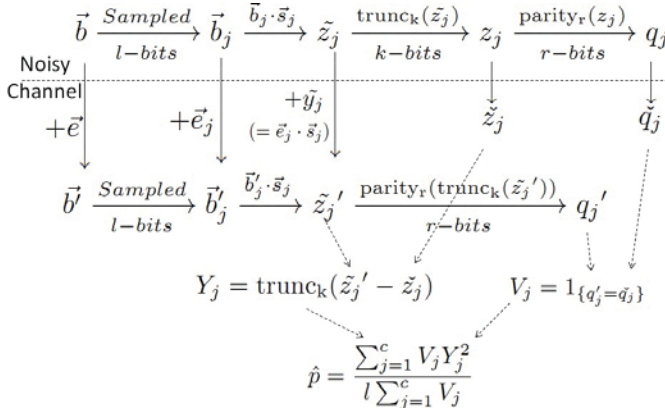 b⃗ —Sampled / l−bits→ b⃗_j —b⃗_j·s⃗_j→ z̃_j —trunc_k(z̃_j) / k−bits→ z_j —parity_r(z_j) / r−bits→ q_j
Noisy
Channel
+e⃗ +e⃗_j +ỹ_j ž_j q̌_j
(= e⃗_j · s⃗_j)
b⃗′ —Sampled / l−bits→ b⃗′_j —b⃗′_j·s⃗_j→ z̃_j′ —parity_r(trunc_k(z̃_j′)) / r−bits→ q_j′
Y_j = trunc_k(z̃_j′ − ž_j) V_j = 1_{q′_j=q̌_j}
p̂ = ∑_{j=1}^{c} V_j Y_j^2 / l ∑_{j=1}^{c} V_j